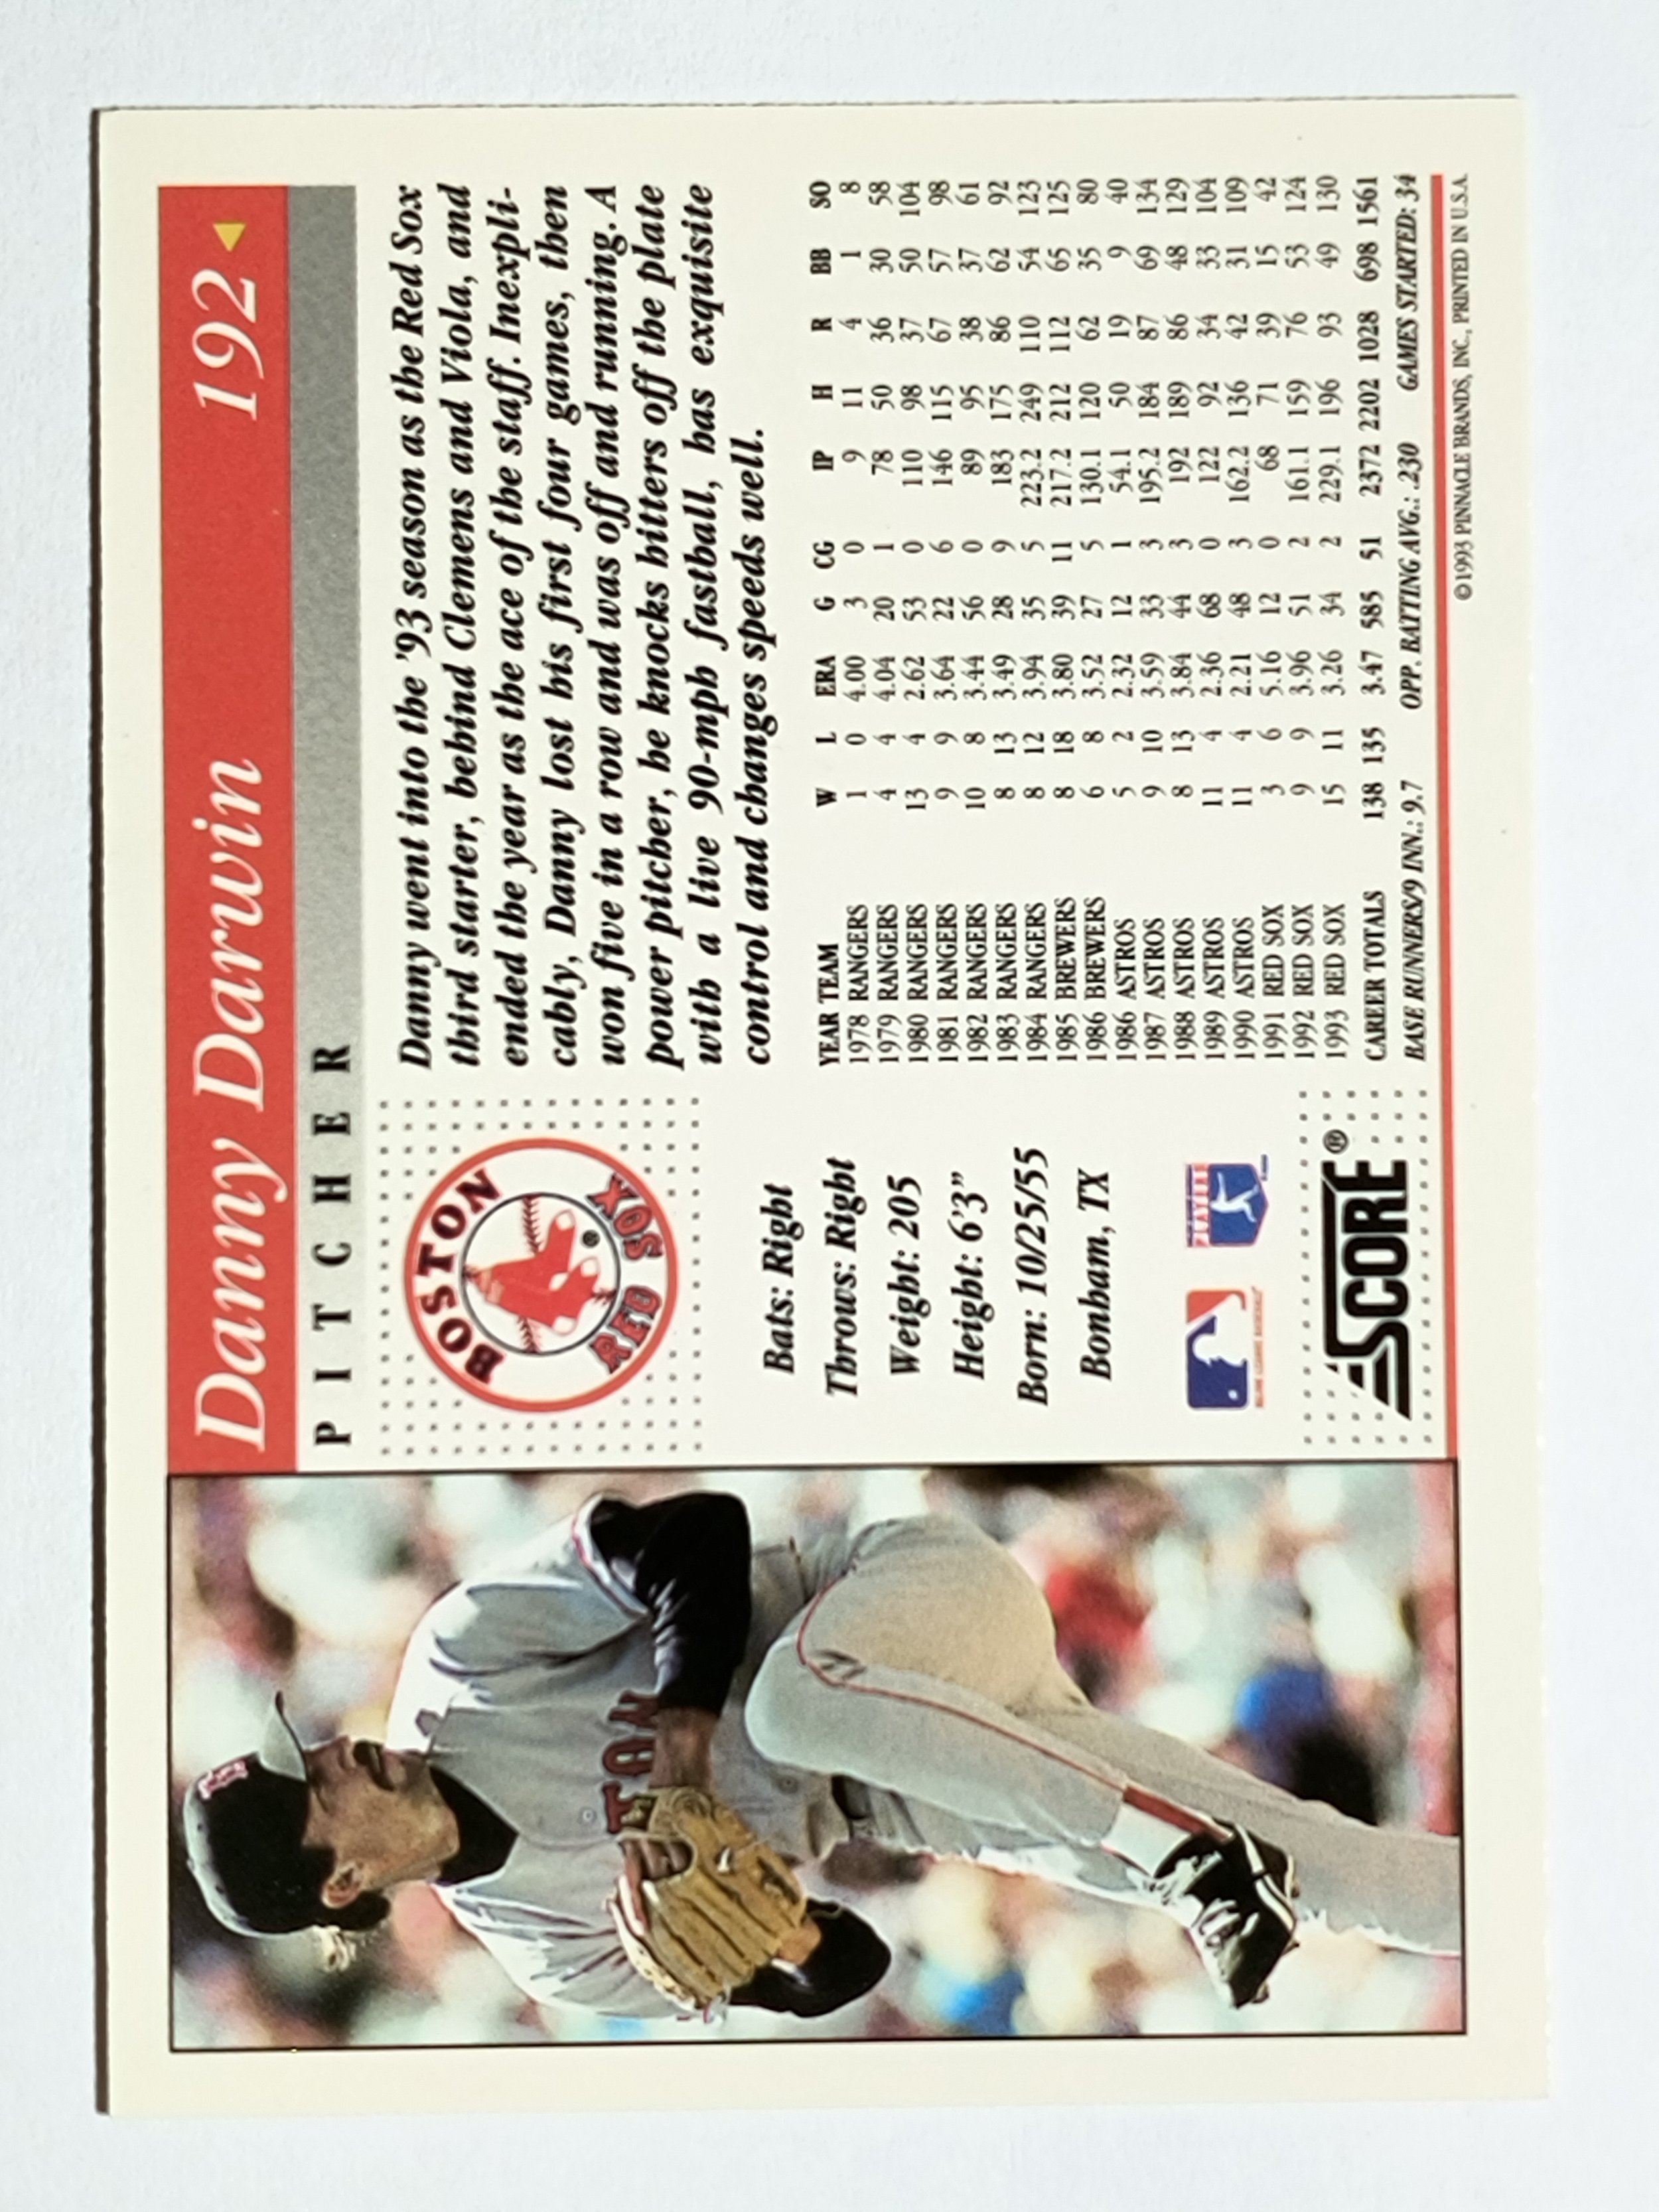 Danny Darwin 192
PITCHER
BOSTON
RED SOX
®
Danny went into the '93 season as the Red Sox
third starter, behind Clemens and Viola, and
ended the year as the ace of the staff. Inexpli-
cably, Danny lost his first four games, then
won five in a row and was off and running. A
power pitcher, he knocks hitters off the plate
with a live 90-mph fastball, has exquisite
control and changes speeds well.
Bats: Right
Throws: Right
Weight: 205
Height: 6'3"
Born: 10/25/55
Bonham, TX
YEAR TEAM W L ERA G CG IP H R BB SO
1978 RANGERS 1 0 4.00 3 0 9 11 4 1 8
1979 RANGERS 4 4 4.04 20 1 78 50 36 30 58
1980 RANGERS 13 4 2.62 53 0 110 98 37 50 104
1981 RANGERS 9 9 3.64 22 6 146 115 67 57 98
1982 RANGERS 10 8 3.44 56 0 89 95 38 37 61
1983 RANGERS 8 13 3.49 28 9 183 175 86 62 92
1984 RANGERS 8 12 3.94 35 5 223.2 249 110 54 123
1985 BREWERS 8 18 3.80 39 11 217.2 212 112 65 125
1986 BREWERS 6 8 3.52 27 5 130.1 120 62 35 80
1986 ASTROS 5 2 2.32 12 1 54.1 50 19 9 40
1987 ASTROS 9 10 3.59 33 3 195.2 184 87 69 134
1988 ASTROS 8 13 3.84 44 3 192 189 86 48 129
1989 ASTROS 11 4 2.36 68 0 122 92 34 33 104
1990 ASTROS 11 4 2.21 48 3 162.2 136 42 31 109
1991 RED SOX 3 6 5.16 12 0 68 71 39 15 42
1992 RED SOX 9 9 3.96 51 2 161.1 159 76 53 124
1993 RED SOX 15 11 3.26 34 2 229.1 196 93 49 130
CAREER TOTALS 138 135 3.47 585 51 2372 2202 1028 698 1561
BASE RUNNERS/9 INN.: 9.7 OPP. BATTING AVG.: .230 GAMES STARTED: 34
PLAYERS
SCORE®
©1993 PINNACLE BRANDS, INC., PRINTED IN U.S.A.
TAN
B